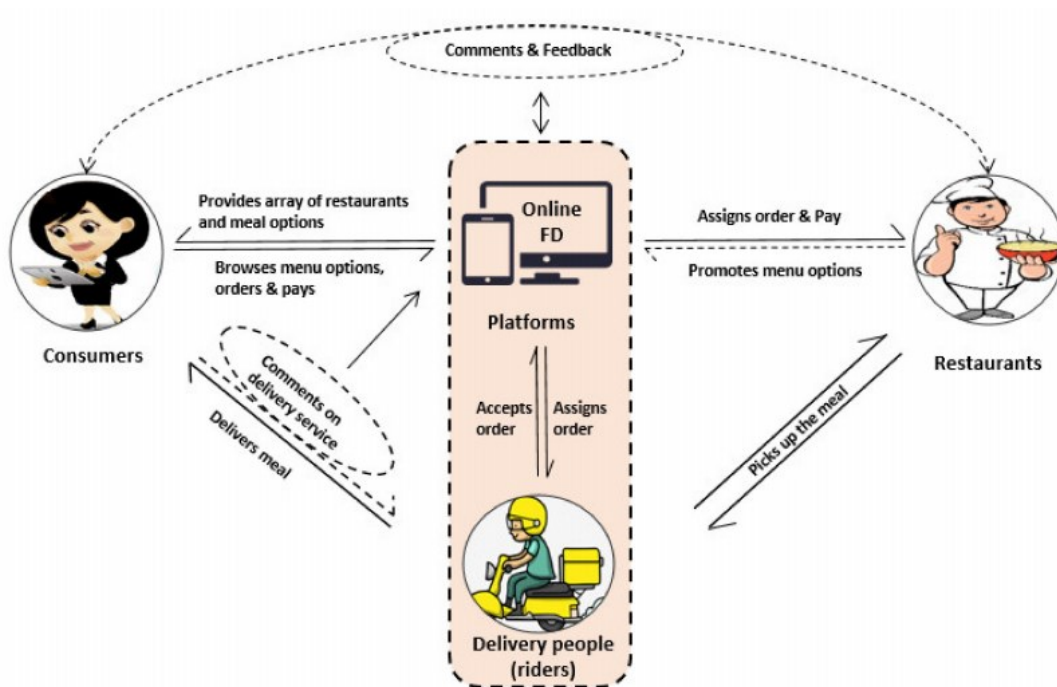 Comments & Feedback
Provides array of restaurants
and meal options
Browses menu options,
orders & pays
Consumers
Online
FD
Platforms
Assigns order & Pay
Promotes menu options
Restaurants
Comments on
delivery service
Delivers meal
Accepts
order
Assigns
order
Picks up the meal
Delivery people
(riders)